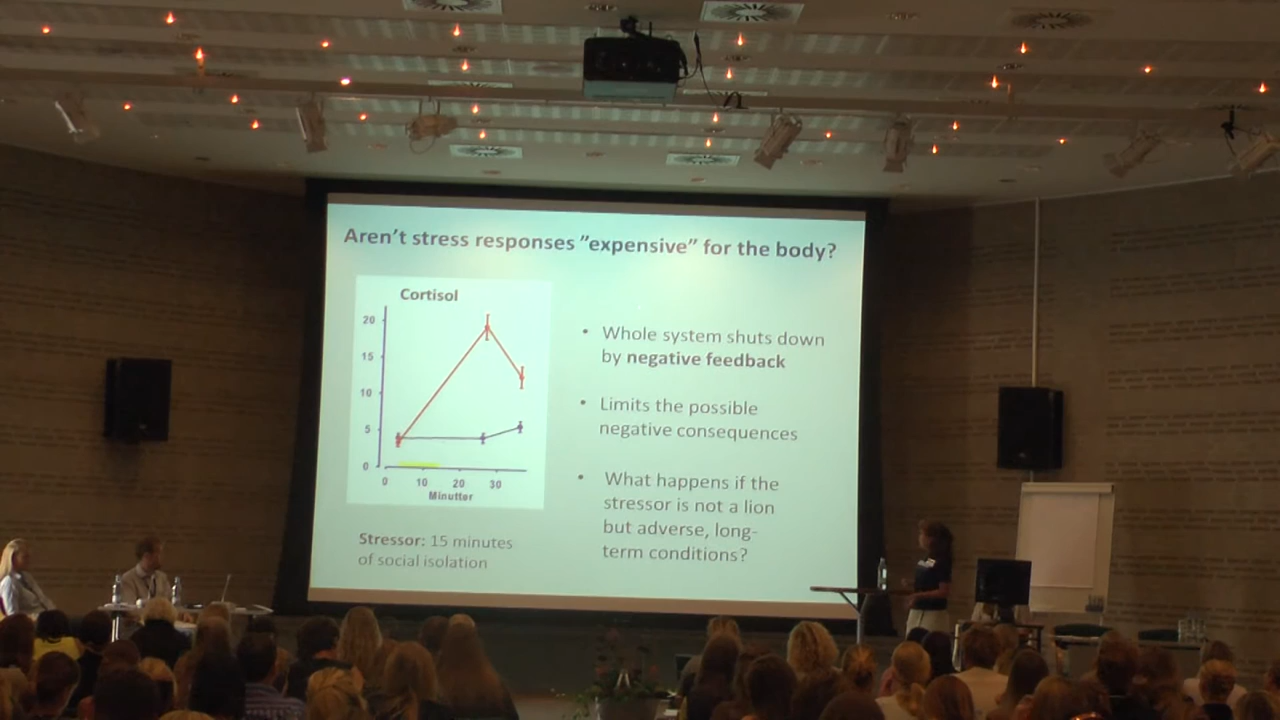 Aren't stress responses "expensive" for the body?
Cortisol
20
15
10
5
0
0 10 20 30
Minutter
Stressor: 15 minutes
of social isolation
• Whole system shuts down
by negative feedback
• Limits the possible
negative consequences
• What happens if the
stressor is not a lion
but adverse, long-
term conditions?